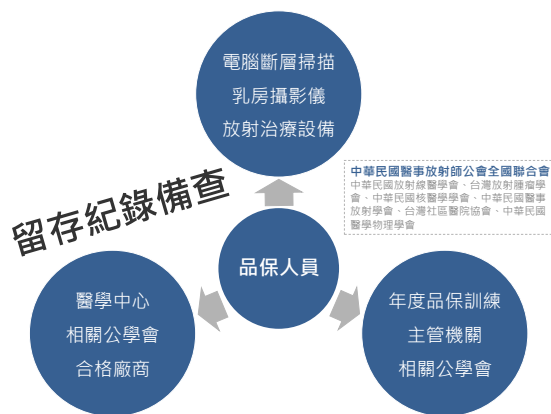 電腦斷層掃描
乳房攝影儀
放射治療設備
中華民國醫事放射師公會全國聯合會
中華民國放射線醫學會、台灣放射腫瘤學
會、中華民國核醫學學會、中華民國醫事
放射學會、台灣社區醫院協會、中華民國
醫學物理學會
留存紀錄備查
品保人員
醫學中心
相關公學會
合格廠商
年度品保訓練
主管機關
相關公學會